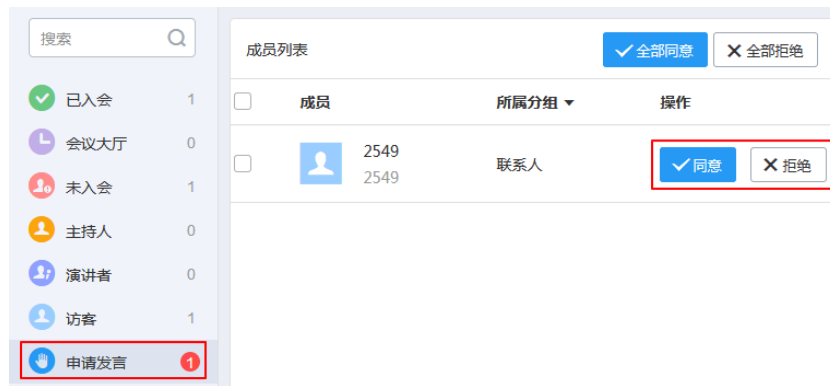 搜索
已入会 1
会议大厅 0
未入会 1
主持人 0
演讲者 0
访客 1
申请发言 1
成员列表 全部同意 全部拒绝
成员 所属分组 操作
2549
2549
联系人 同意 拒绝